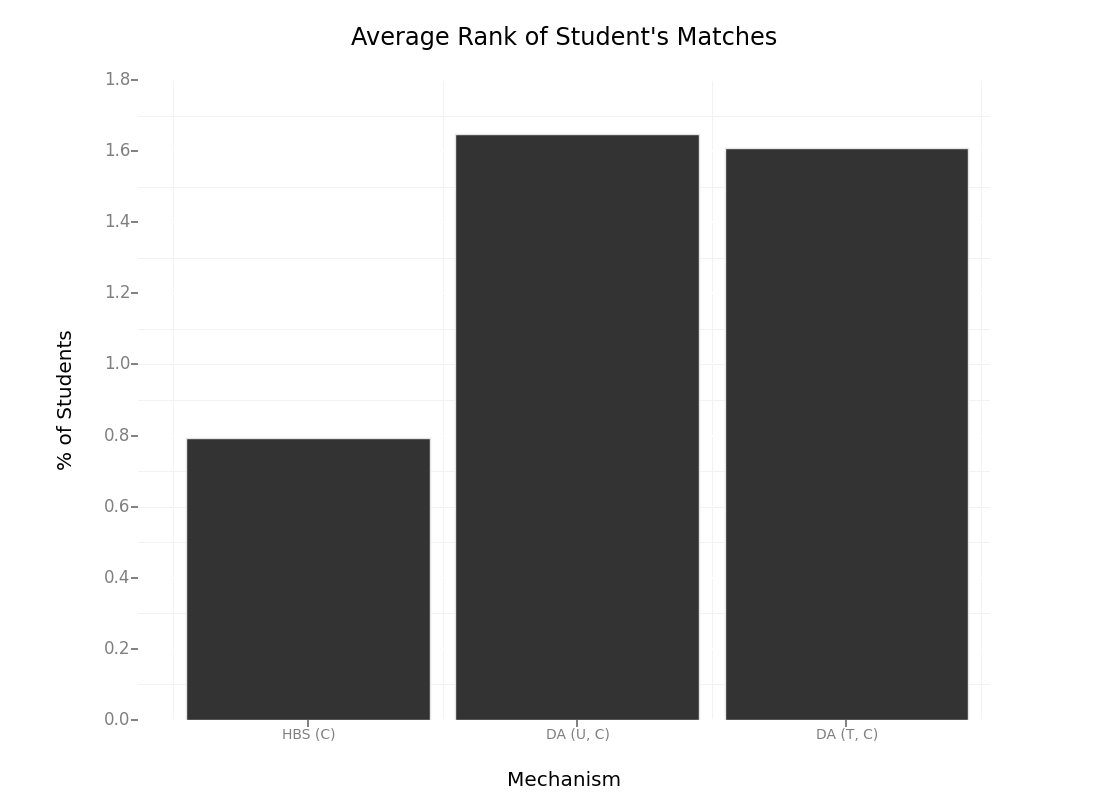 Average Rank of Student's Matches
1.8
1.6
1.4
1.2
1.0
0.8
0.6
0.4
0.2
0.0
% of Students
HBS (C)
DA (U, C)
DA (T, C)
Mechanism